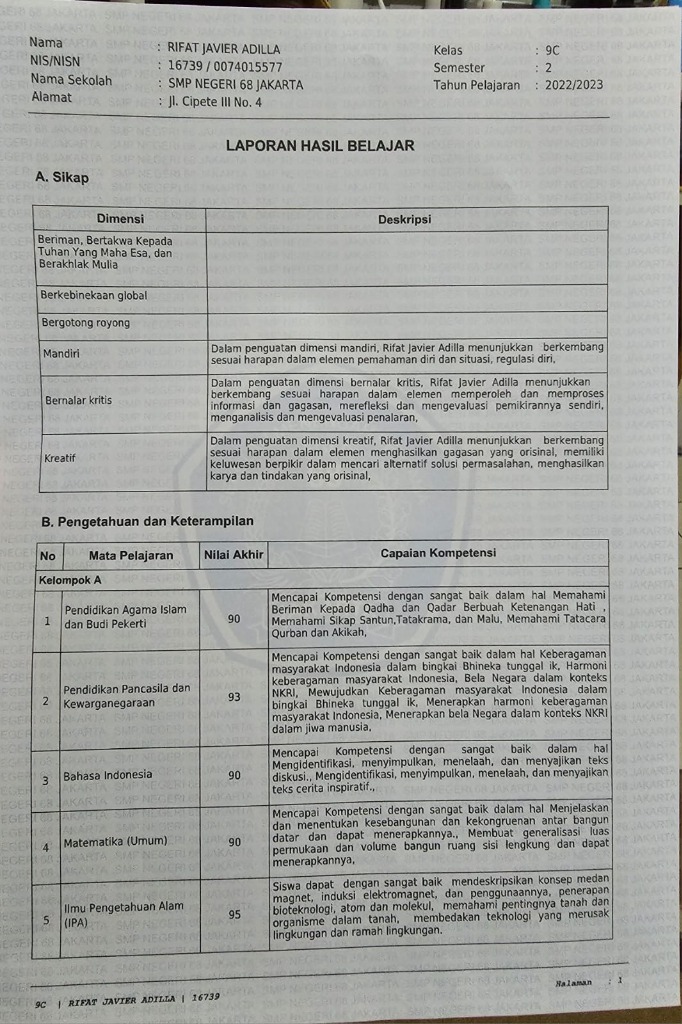 Nama : RIFAT JAVIER ADILLA Kelas : 9C
NIS/NISN : 16739 / 0074015577 Semester : 2
Nama Sekolah : SMP NEGERI 68 JAKARTA Tahun Pelajaran : 2022/2023
Alamat : Jl. Cipete III No. 4
LAPORAN HASIL BELAJAR
A. Sikap
Dimensi Deskripsi
Beriman, Bertakwa Kepada
Tuhan Yang Maha Esa, dan
Berakhlak Mulia
Berkebinekaan global
Bergotong royong
Mandiri
Dalam penguatan dimensi mandiri, Rifat Javier Adilla menunjukkan berkembang
sesuai harapan dalam elemen pemahaman diri dan situasi, regulasi diri,
Bernalar kritis
Dalam penguatan dimensi bernalar kritis, Rifat Javier Adilla menunjukkan
berkembang sesuai harapan dalam elemen memperoleh dan memproses
informasi dan gagasan, merefleksi dan mengevaluasi pemikirannya sendiri,
menganalisis dan mengevaluasi penalaran,
Kreatif
Dalam penguatan dimensi kreatif, Rifat Javier Adilla menunjukkan berkembang
sesuai harapan dalam elemen menghasilkan gagasan yang orisinal, memiliki
keluwesan berpikir dalam mencari alternatif solusi permasalahan, menghasilkan
karya dan tindakan yang orisinal,
B. Pengetahuan dan Keterampilan
No Mata Pelajaran Nilai Akhir Capaian Kompetensi
Kelompok A
1 Pendidikan Agama Islam
dan Budi Pekerti
90
Mencapai Kompetensi dengan sangat baik dalam hal Memahami
Beriman Kepada Qadha dan Qadar Berbuah Ketenangan Hati ,
Memahami Sikap Santun,Tatakrama, dan Malu, Memahami Tatacara
Qurban dan Akikah,
2 Pendidikan Pancasila dan
Kewarganegaraan
93
Mencapai Kompetensi dengan sangat baik dalam hal Keberagaman
masyarakat Indonesia dalam bingkai Bhineka tunggal ik, Harmoni
keberagaman masyarakat Indonesia, Bela Negara dalam konteks
NKRI, Mewujudkan Keberagaman masyarakat Indonesia dalam
bingkai Bhineka tunggal ik, Menerapkan harmoni keberagaman
masyarakat Indonesia, Menerapkan bela Negara dalam konteks NKRI
dalam jiwa manusia,
3 Bahasa Indonesia
90
Mencapai Kompetensi dengan sangat baik dalam hal
Mengidentifikasi, menyimpulkan, menelaah, dan menyajikan teks
diskusi., Mengidentifikasi, menyimpulkan, menelaah, dan menyajikan
teks cerita inspiratif.,
4 Matematika (Umum)
90
Mencapai Kompetensi dengan sangat baik dalam hal Menjelaskan
dan menentukan kesebangunan dan kekongruenan antar bangun
datar dan dapat menerapkannya., Membuat generalisasi luas
permukaan dan volume bangun ruang sisi lengkung dan dapat
menerapkannya,
5 Ilmu Pengetahuan Alam
(IPA)
95
Siswa dapat dengan sangat baik mendeskripsikan konsep medan
magnet, induksi elektromagnet, dan penggunaannya, penerapan
bioteknologi, atom dan molekul, memahami pentingnya tanah dan
organisme dalam tanah, membedakan teknologi yang merusak
lingkungan dan ramah lingkungan.
9C | RIFAT JAVIER ADILLA | 16739 Halaman : 1